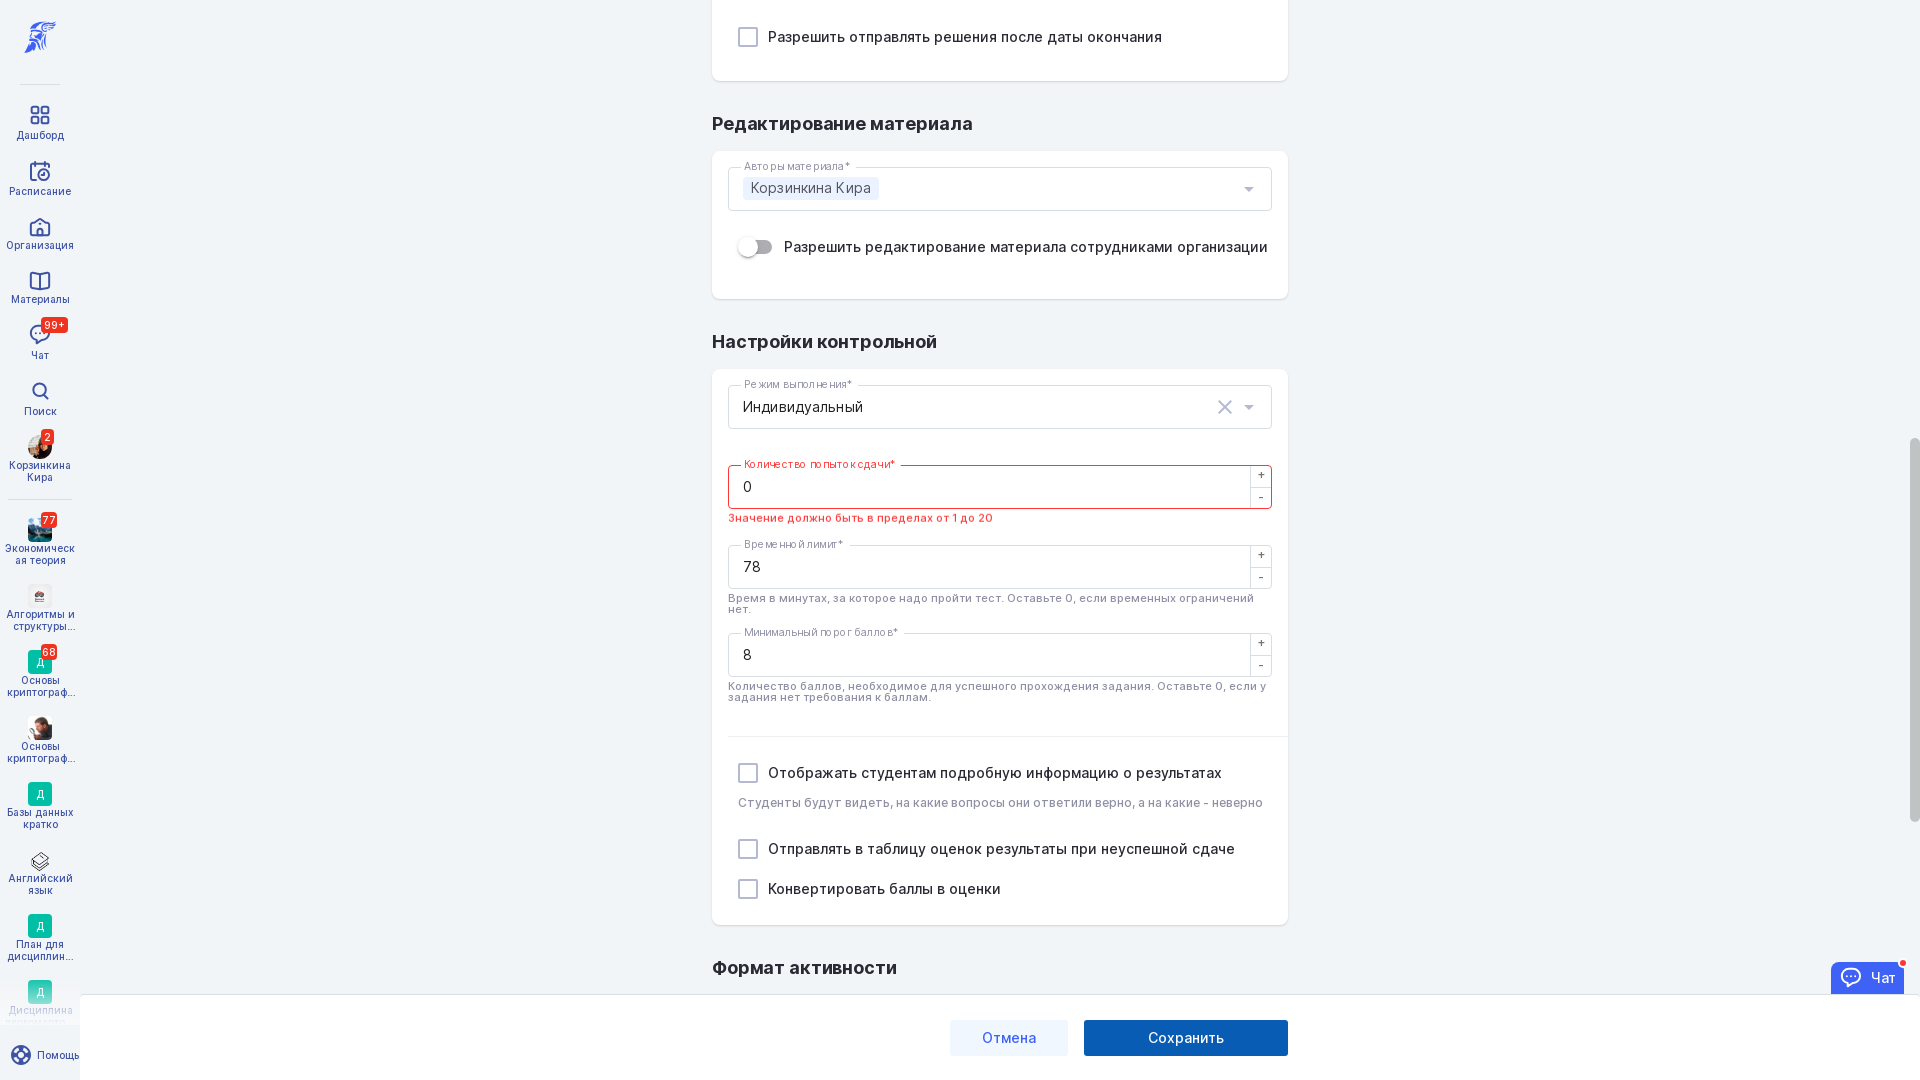 Разрешить отправлять решения после даты окончания
Редактирование материала
Авторы материала*
Корзинкина Кира
Разрешить редактирование материала сотрудниками организации
Настройки контрольной
Режим выполнения*
Индивидуальный
Количество попыток сдачи*
0
+
-
Значение должно быть в пределах от 1 до 20
Временной лимит*
78
+
-
Время в минутах, за которое надо пройти тест. Оставьте 0, если временных ограничений
нет.
Минимальный порог баллов*
8
+
-
Количество баллов, необходимое для успешного прохождения задания. Оставьте 0, если у
задания нет требования к баллам.
Отображать студентам подробную информацию о результатах
Студенты будут видеть, на какие вопросы они ответили верно, а на какие - неверно
Отправлять в таблицу оценок результаты при неуспешной сдаче
Конвертировать баллы в оценки
Формат активности
Отмена
Сохранить
Чат
Дашборд
Расписание
Организация
Материалы
99+
Чат
Поиск
2
Корзинкина
Кира
77
Экономическ
ая теория
Алгоритмы и
структуры...
68
Д
Основы
криптограф...
Основы
криптограф...
Д
Базы данных
кратко
Английский
язык
Д
План для
дисциплин...
Д
Дисциплина
Помощь